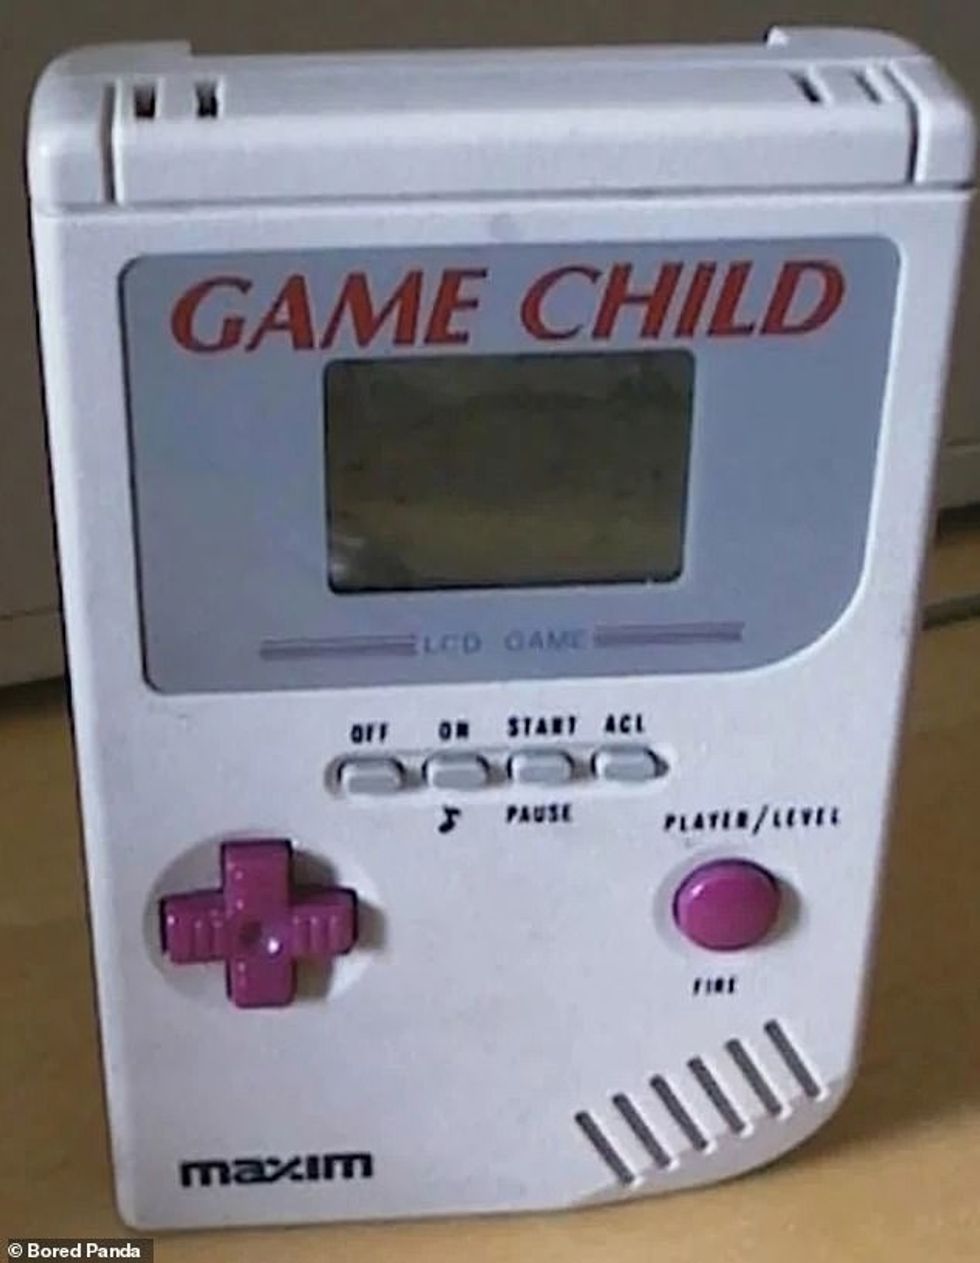 GAME CHILD
LCD GAME
OFF ON START ACL
♪ PAUSE
PLAYER/LEVEL
FIRE
maxim
© Bored Panda